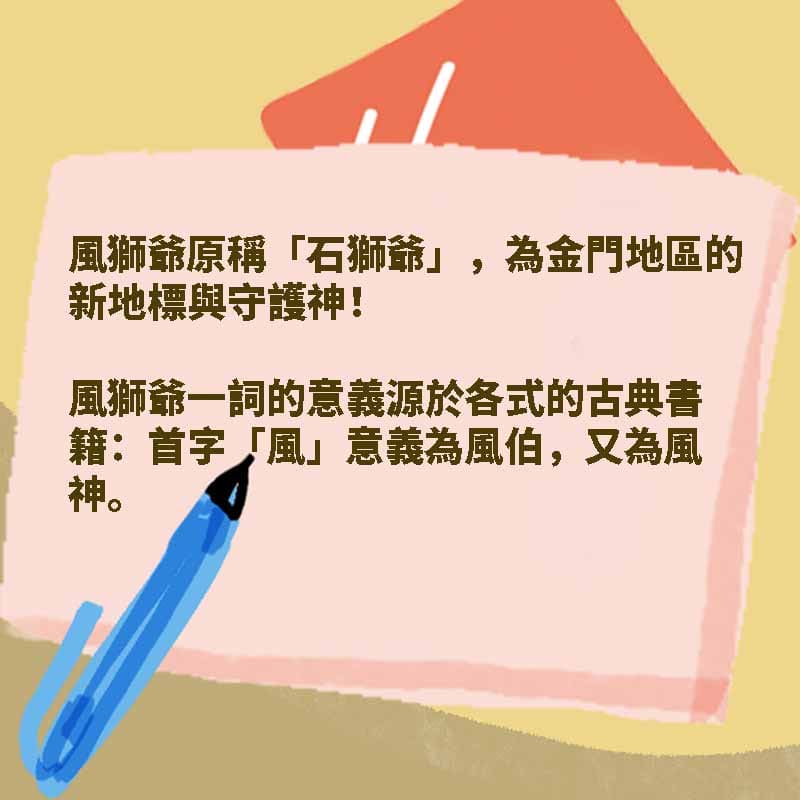 風獅爺原稱「石獅爺」，為金門地區的
新地標與守護神！
風獅爺一詞的意義源於各式的古典書
籍：首字「風」意義為風伯，又為風
神。